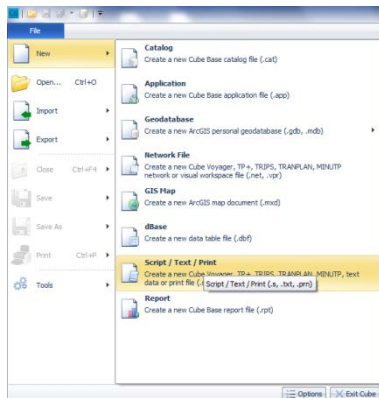 File
New
Open... Ctrl+O
Import
Export
Close Ctrl+F4
Save
Save As
Print Ctrl+P
Tools
Catalog
Create a new Cube Base catalog file (.cat)
Application
Create a new Cube Base application file (.app)
Geodatabase
Create a new ArcGIS personal geodatabase (.gdb, .mdb)
Network File
Create a new Cube Voyager, TP+, TRIPS, TRANPLAN, MINUTP
network or visual workspace file (.net, .vpr)
GIS Map
Create a new ArcGIS map document (.mxd)
dBase
Create a new data table file (.dbf)
Script / Text / Print
Create a new Cube Voyager, TP+, TRIPS, TRANPLAN, MINUTP, text
data or print file (.
Script / Text / Print (.s, .txt, .prn)
Report
Create a new Cube Base report file (.rpt)
Options Exit Cube